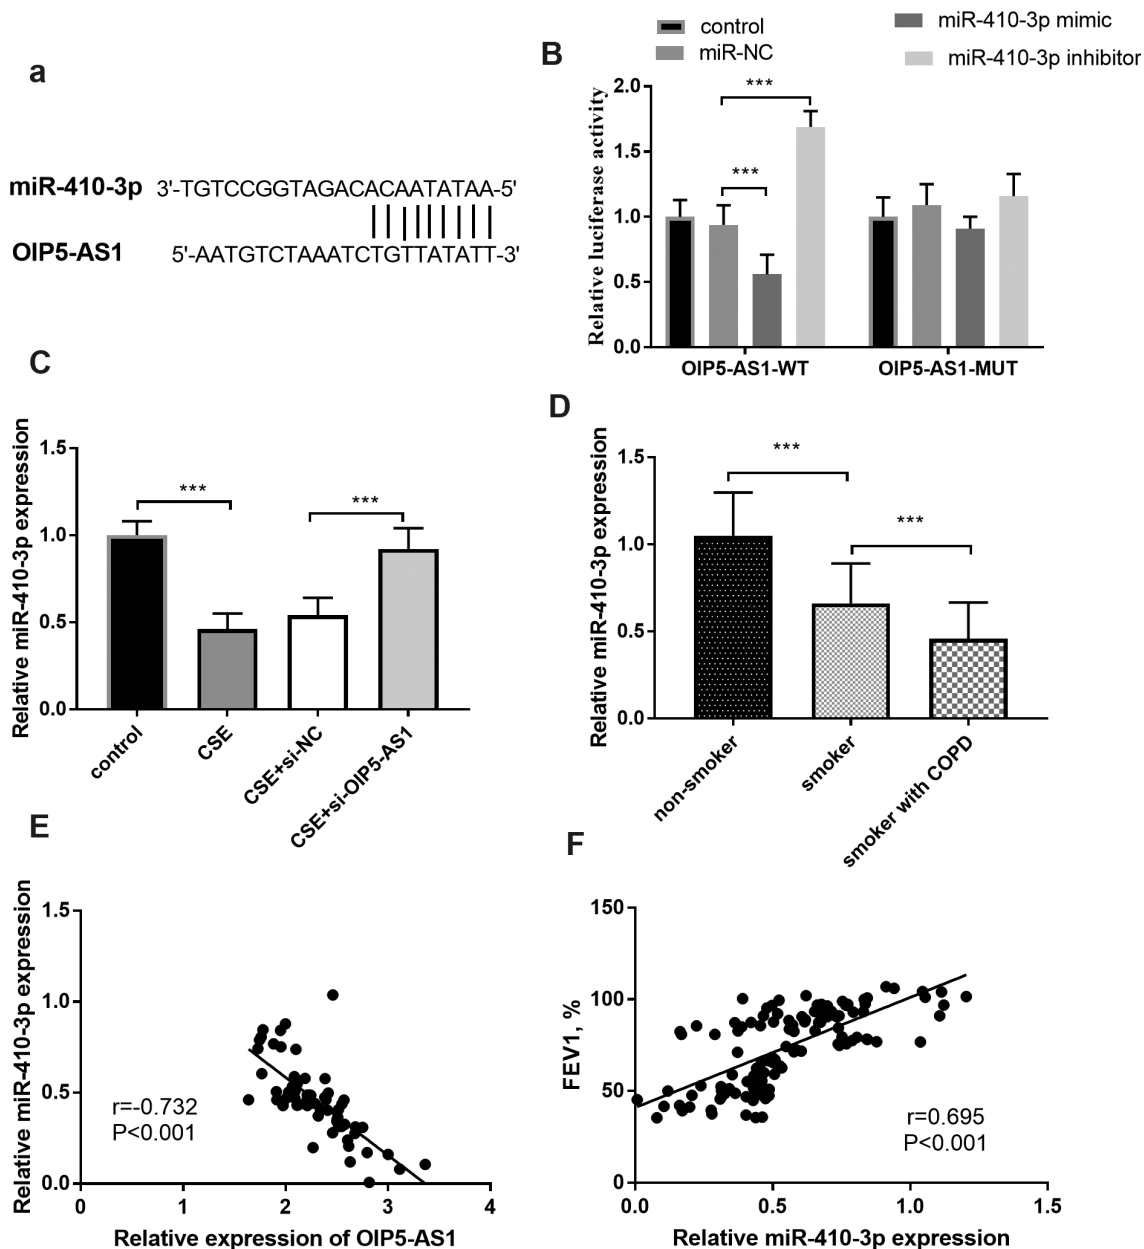 a
miR-410-3p 3'-TGTCCGGTAGACACAATATAA-5'
OIP5-AS1 5'-AATGTCTAAATCTGTTATATT-3'
B
control
miR-NC
miR-410-3p mimic
miR-410-3p inhibitor
Relative luciferase activity
2.0
1.5
1.0
0.5
0.0
***
***
OIP5-AS1-WT OIP5-AS1-MUT
C
Relative miR-410-3p expression
1.5
1.0
0.5
0.0
***
***
control
CSE
CSE+si-NC
CSE+si-OIP5-AS1
D
Relative miR-410-3p expression
1.5
1.0
0.5
0.0
***
***
non-smoker
smoker
smoker with COPD
E
Relative miR-410-3p expression
1.5
1.0
0.5
0.0
r=-0.732
P<0.001
0 1 2 3 4
Relative expression of OIP5-AS1
F
FEV1, %
150
100
50
0
r=0.695
P<0.001
0.0 0.5 1.0 1.5
Relative miR-410-3p expression